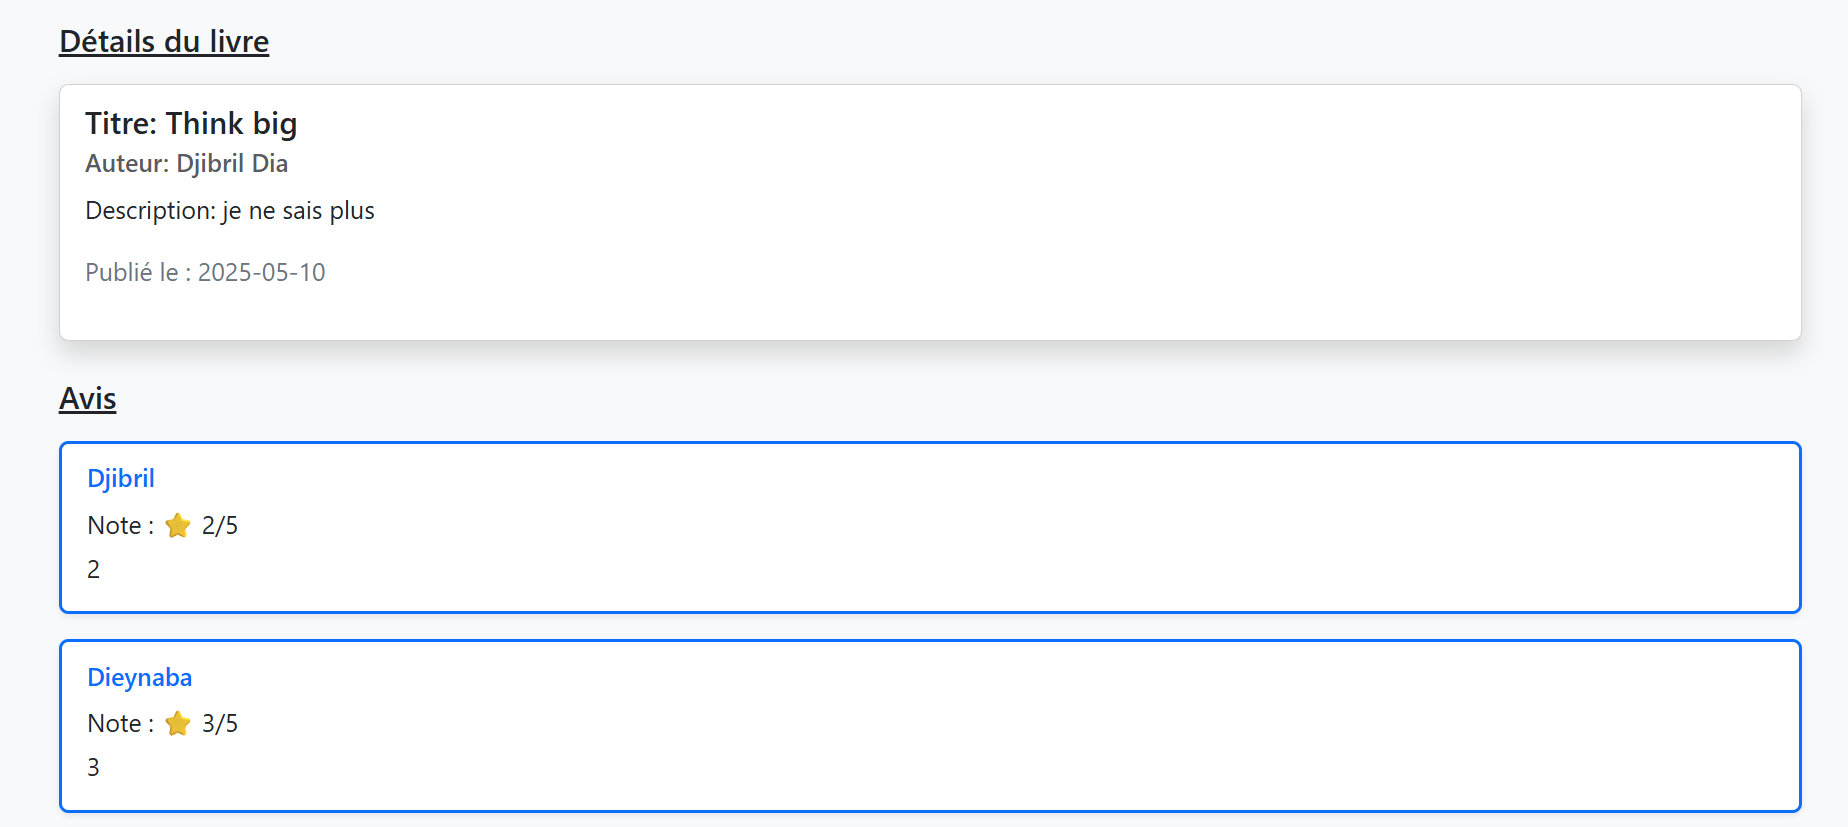 Détails du livre
Titre: Think big
Auteur: Djibril Dia
Description: je ne sais plus
Publié le : 2025-05-10
Avis
Djibril
Note : ⭐ 2/5
2
Dieynaba
Note : ⭐ 3/5
3